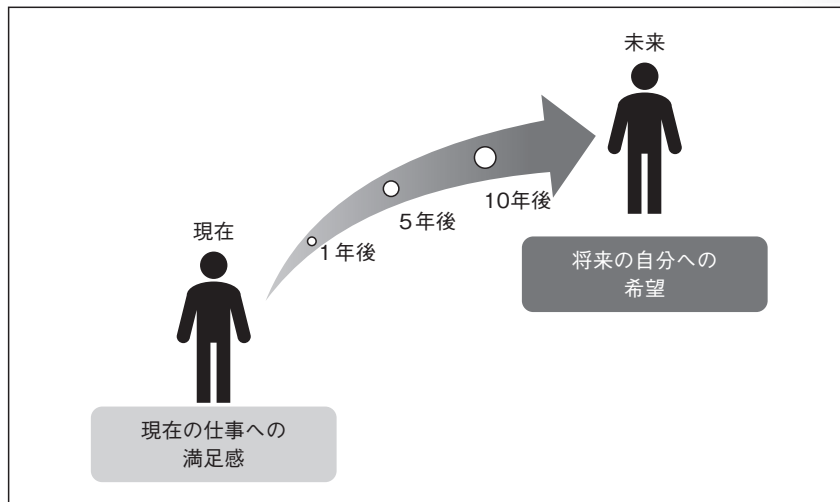 未来
10年後
5年後
1年後
現在
将来の自分への
希望
現在の仕事への
満足感